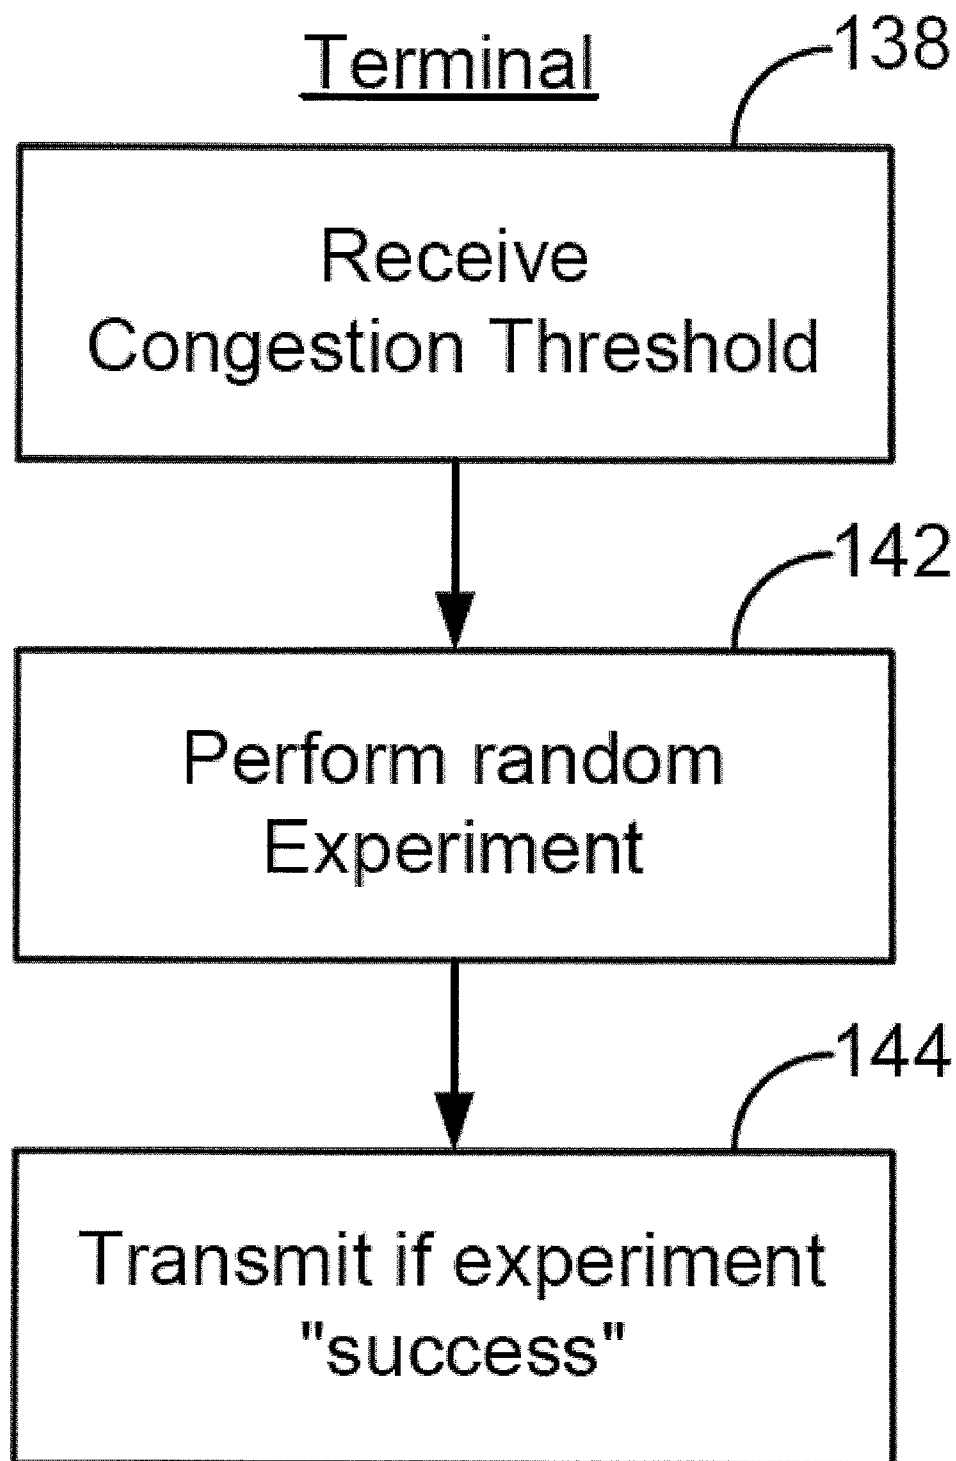 Terminal
138
Receive
Congestion Threshold
142
Perform random
Experiment
144
Transmit if experiment
"success"